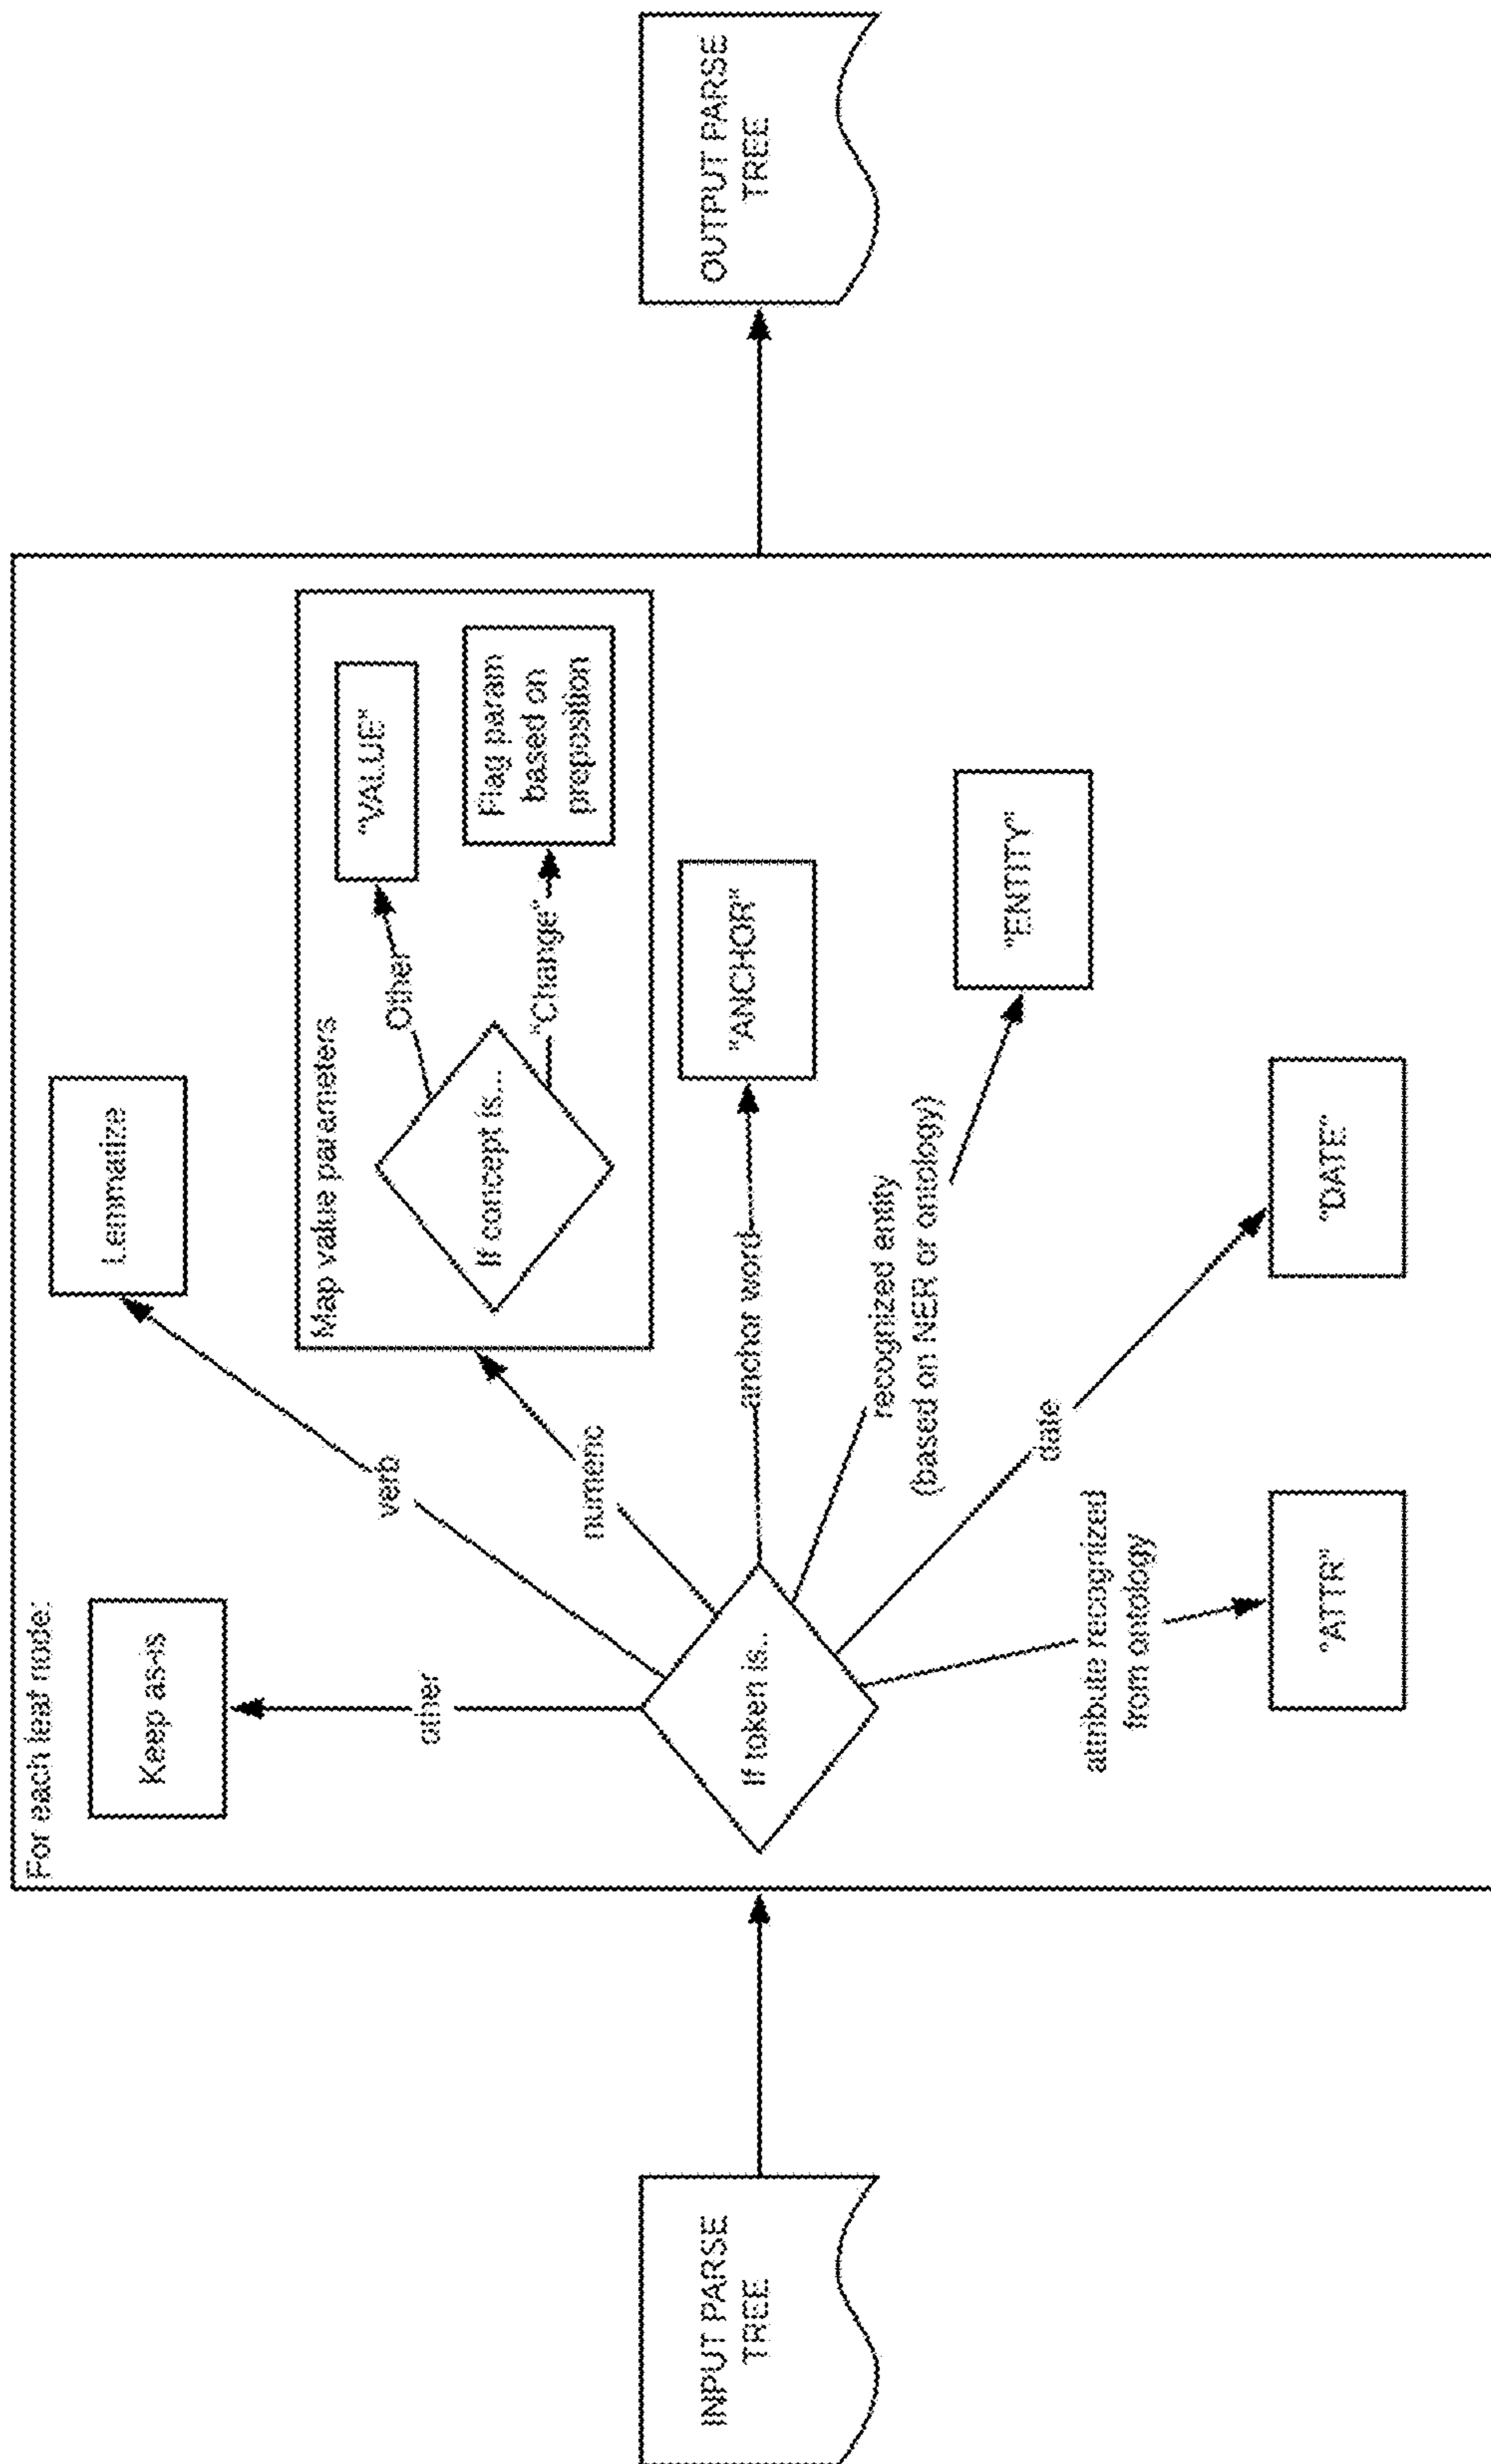 For each leaf node:
Keep as-is
Lemmatize
other
verb
Map value parameters
Other
"VALUE"
If concept is...
"Change"
Flag param
based on
preposition
numeric
INPUT PARSE
TREE
If token is..
anchor word
"ANCHOR"
OUTPUT PARSE
TREE
recognized entity
(based on NER or ontology)
"ENTITY"
date
attribute recognized
from ontology
"ATTR"
"DATE"